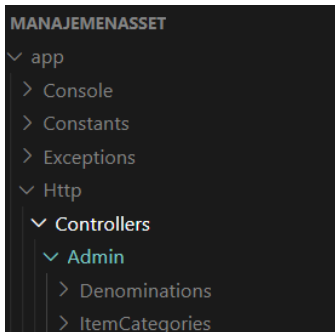 MANAJEMENASSET
app
Console
Constants
Exceptions
Http
Controllers
Admin
Denominations
ItemCategories